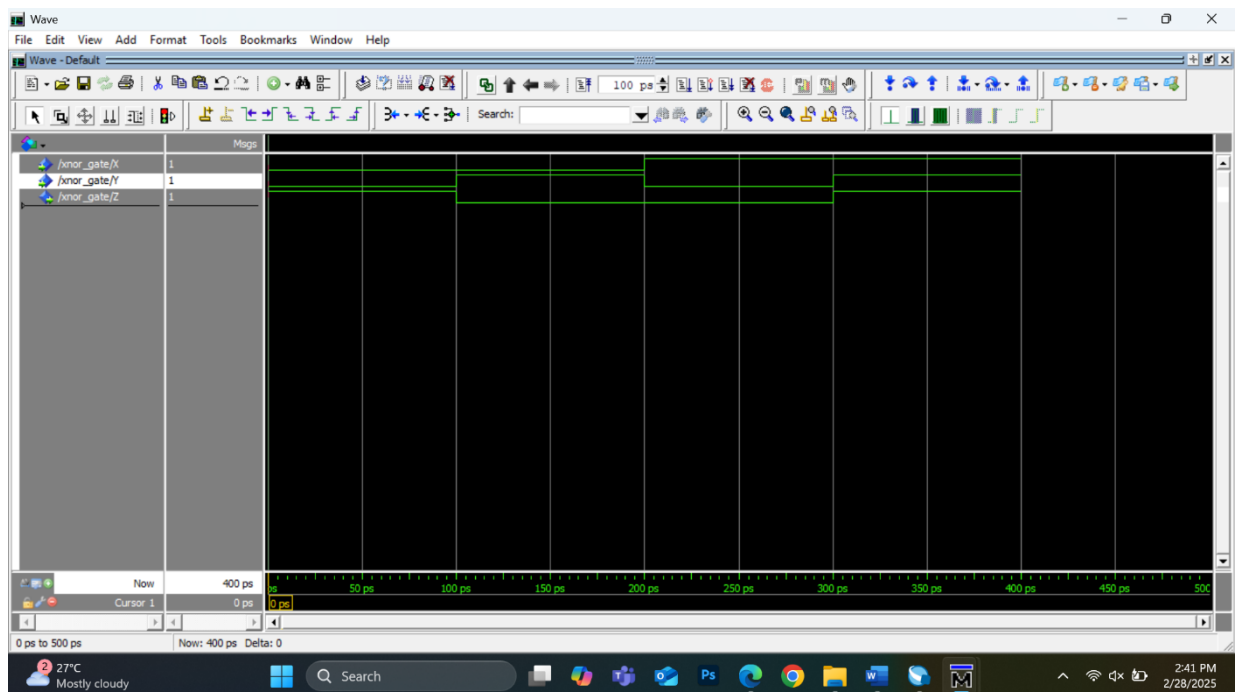 Wave
File Edit View Add Format Tools Bookmarks Window Help
Wave - Default
100 ps
Search:
Msgs
/xnor_gate/X 1
/xnor_gate/Y 1
/xnor_gate/Z 1
Now 400 ps
ps 50 ps 100 ps 150 ps 200 ps 250 ps 300 ps 350 ps 400 ps 450 ps 500
Cursor 1 0 ps 0 ps
0 ps to 500 ps Now: 400 ps Delta: 0
2 27°C
Mostly cloudy
Search
Ps
2:41 PM
2/28/2025